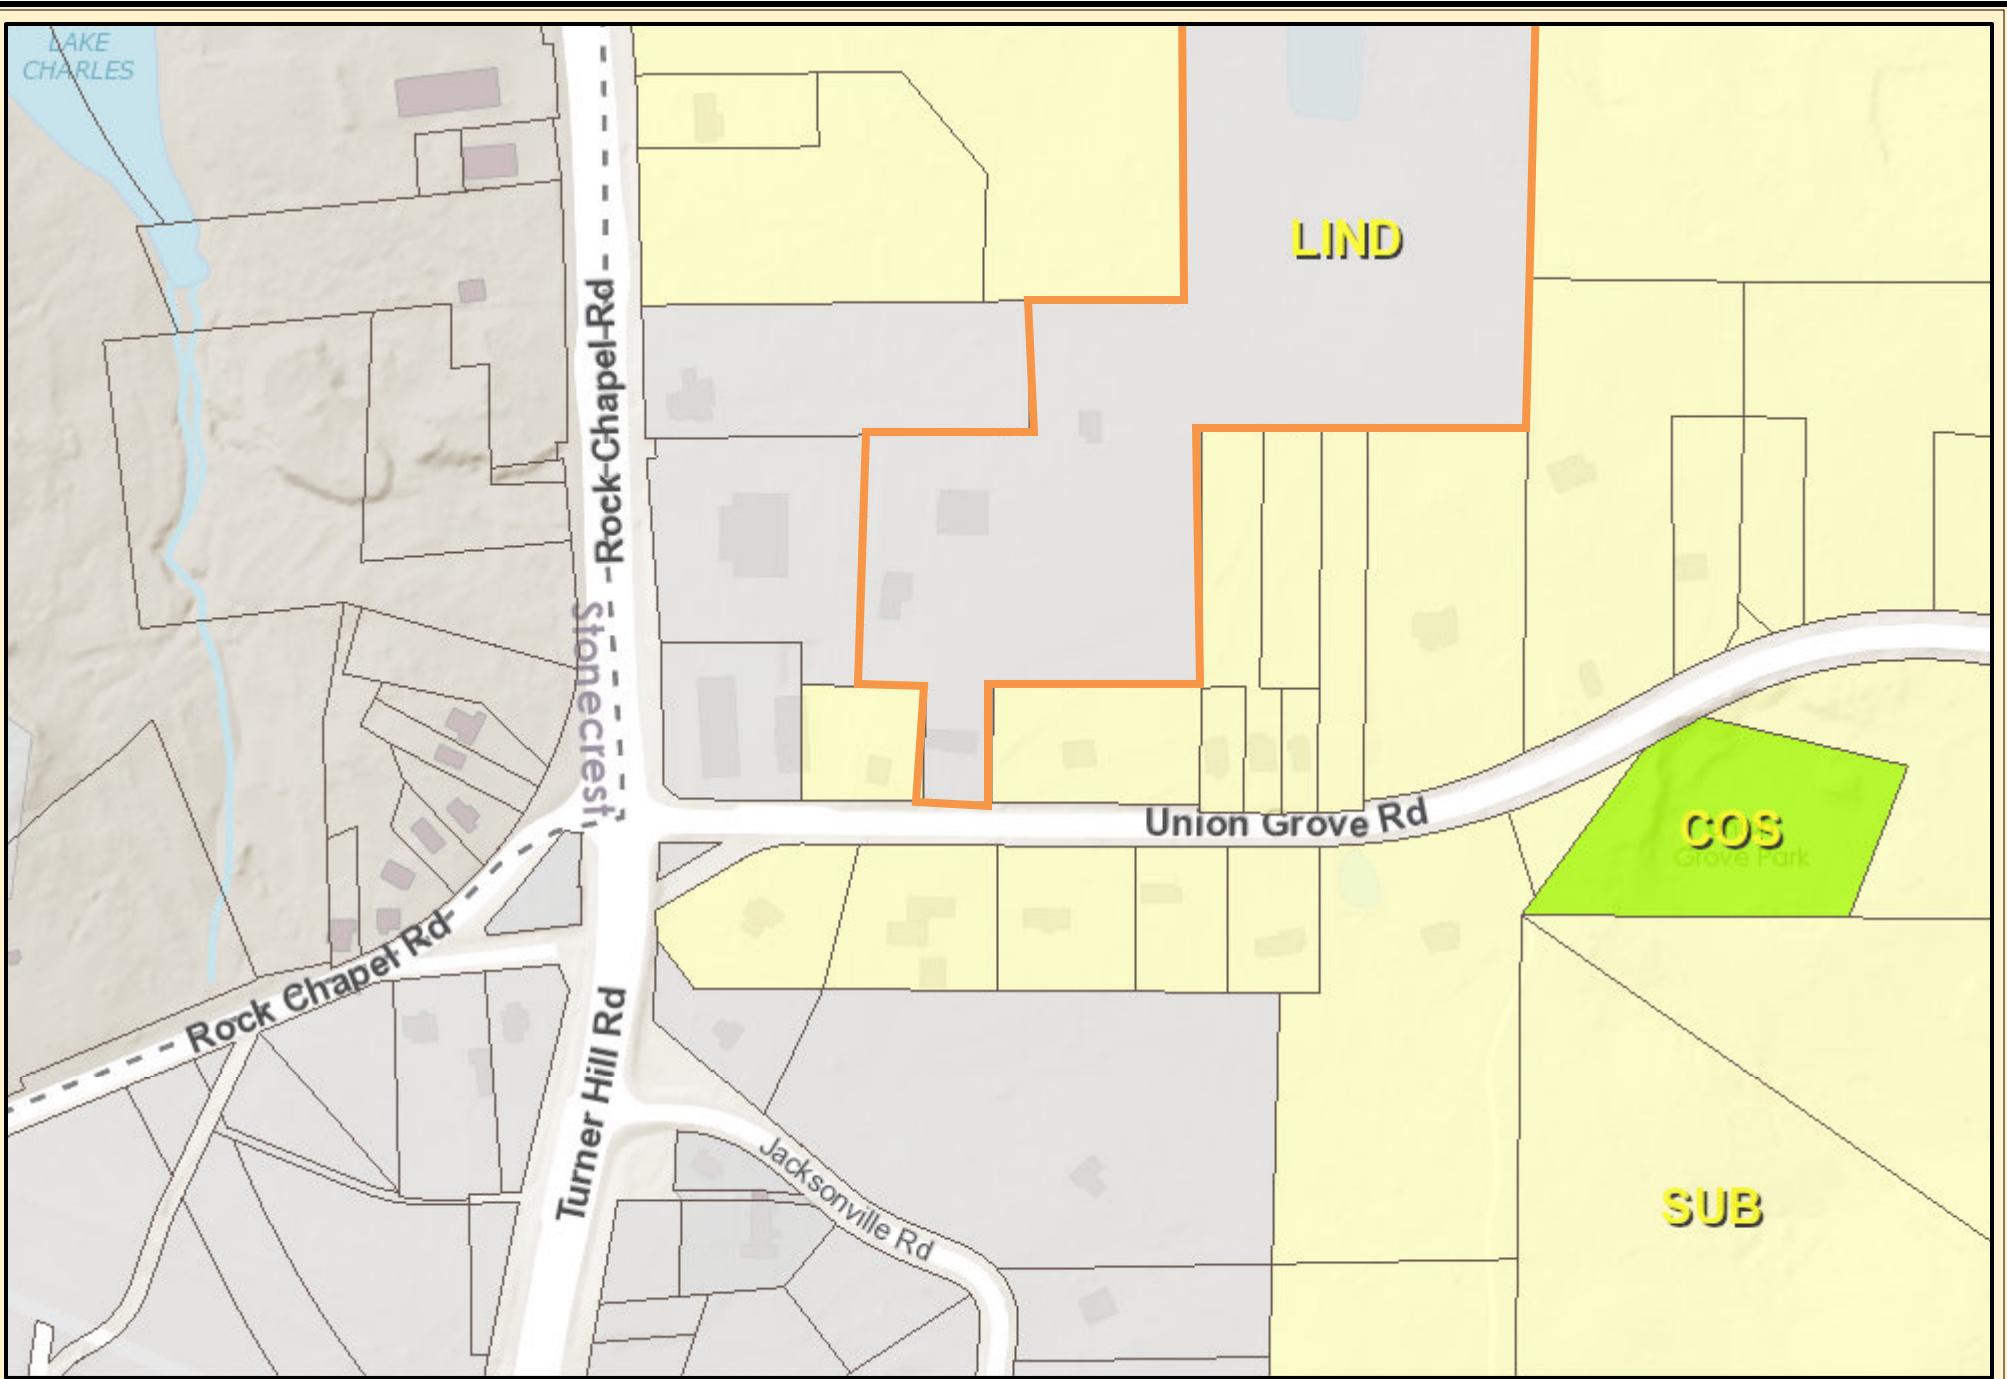 LAKE
CHARLES
LIND
Rock-Chapel-Rd
Stonecrest
Union Grove Rd
COS
Grove Park
Rock Chapel Rd
Turner Hill Rd
Jacksonville Rd
SUB